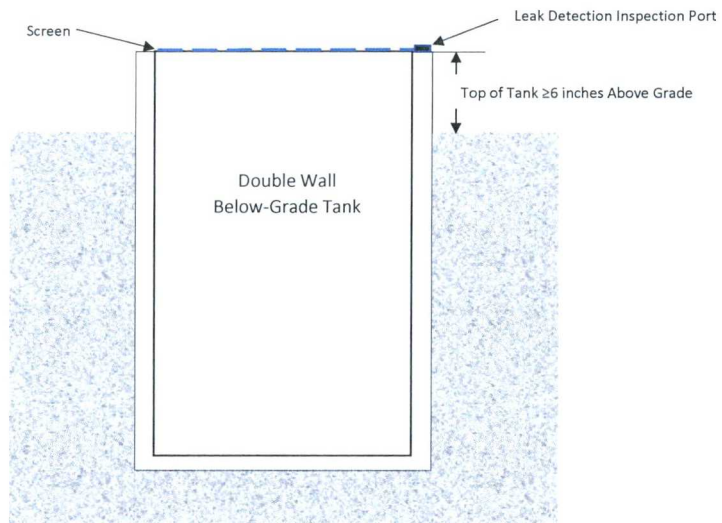 Leak Detection Inspection Port
Screen
Top of Tank ≥6 inches Above Grade
Double Wall
Below-Grade Tank